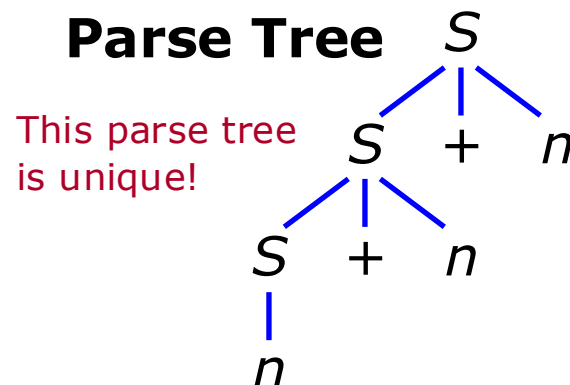 Parse Tree
S
This parse tree
is unique!
S + n
S + n
n